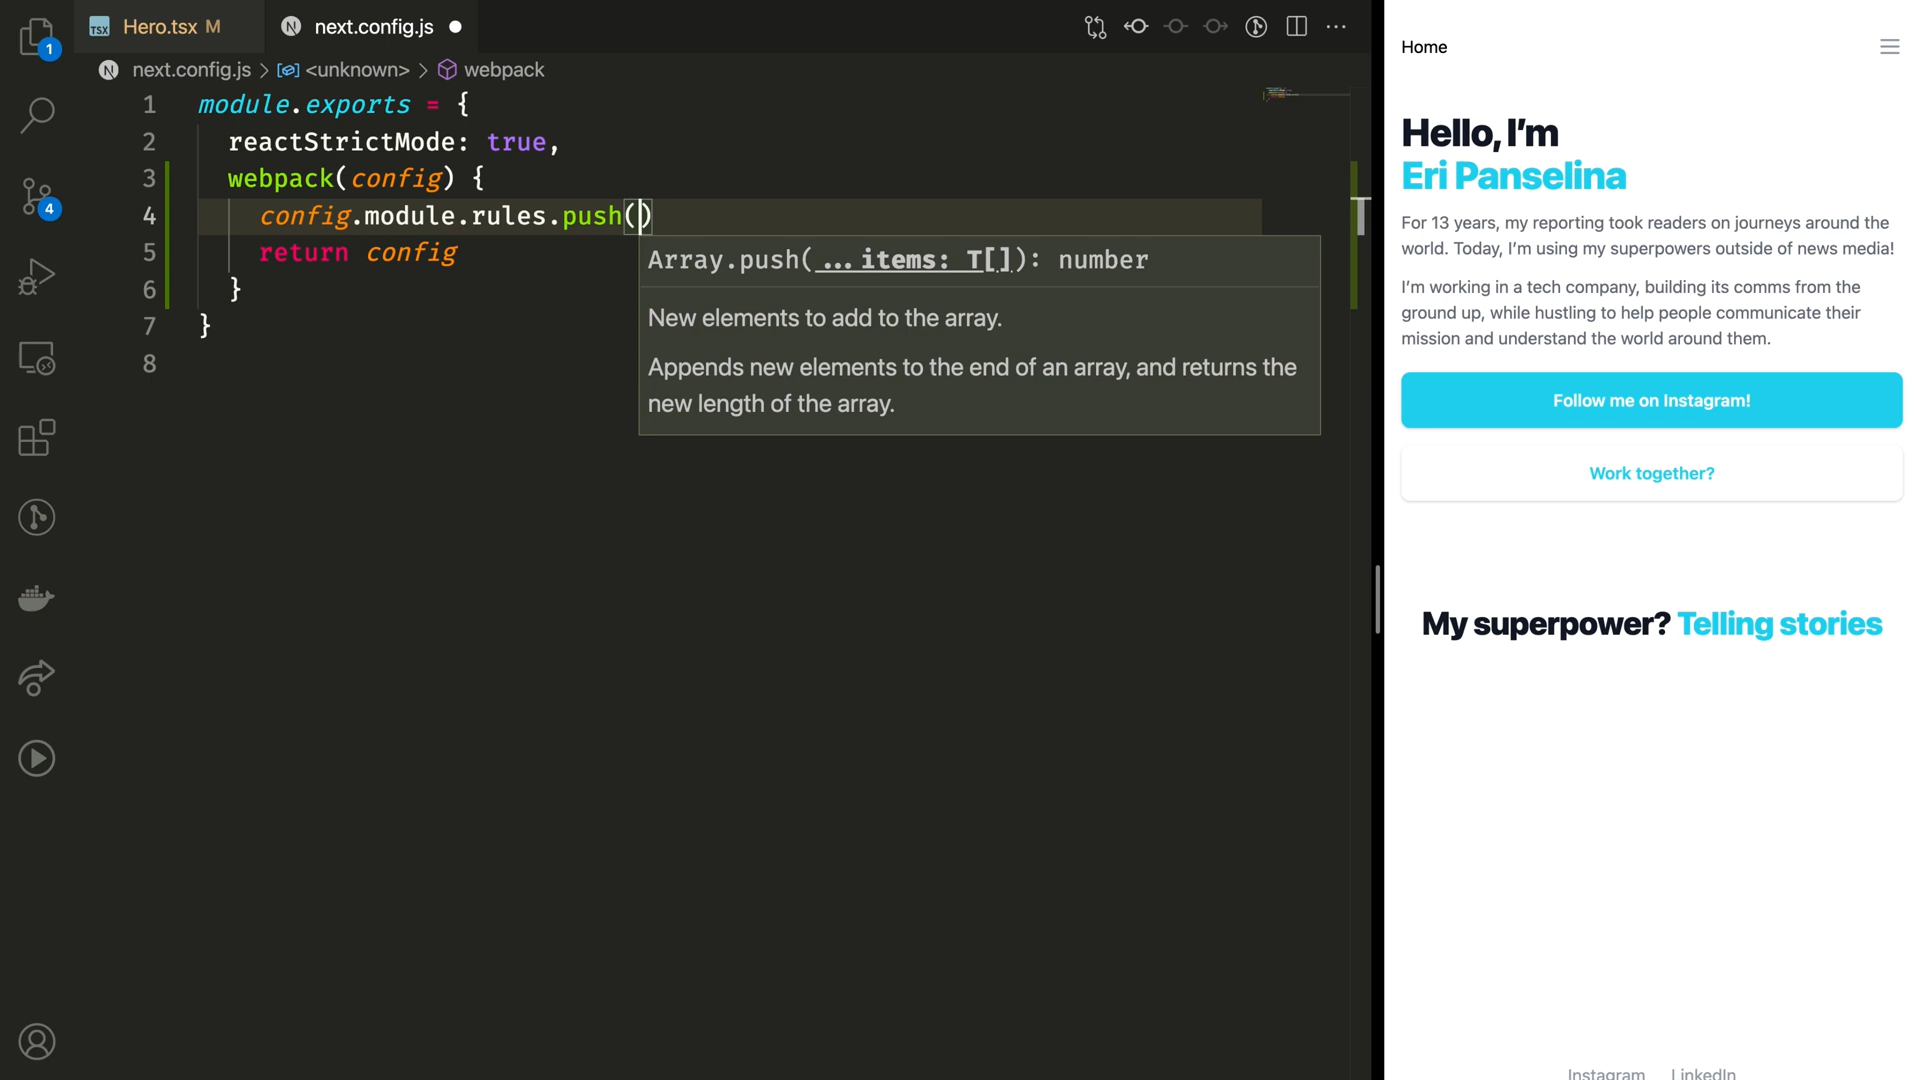 1
4
TSX Hero.tsx M
N next.config.js
N next.config.js > <unknown> > webpack
1 module.exports = {
2 reactStrictMode: true,
3 webpack(config) {
4 config.module.rules.push()
5 return config
6 }
7 }
8
Array.push(...items: T[]): number
New elements to add to the array.
Appends new elements to the end of an array, and returns the
new length of the array.
Home
Hello, I’m
Eri Panselina
For 13 years, my reporting took readers on journeys around the
world. Today, I’m using my superpowers outside of news media!
I’m working in a tech company, building its comms from the
ground up, while hustling to help people communicate their
mission and understand the world around them.
Follow me on Instagram!
Work together?
My superpower? Telling stories
Instagram LinkedIn